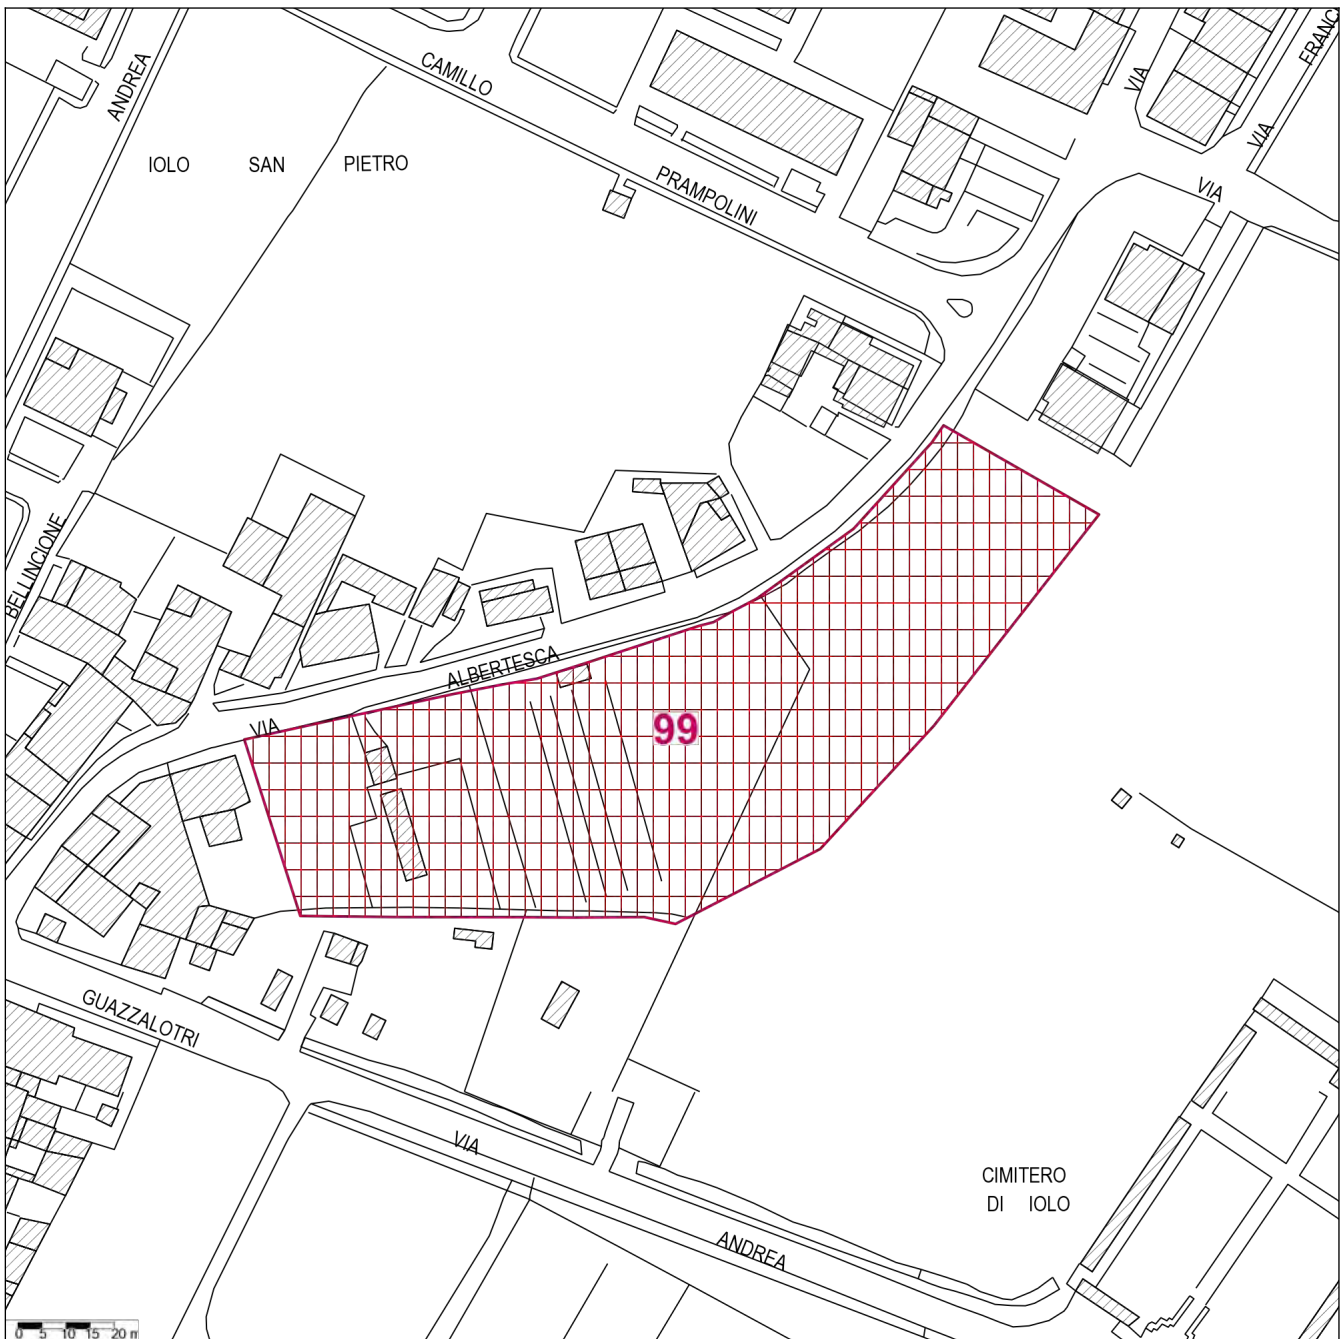 ANDREA
CAMILLO
VIA
FRANC
VIA
IOLO SAN PIETRO
PRAMPOLINI
VIA
BELLINCIONE
ALBERTESCA
VIA
99
GUAZZALOTRI
VIA
CIMITERO
DI IOLO
ANDREA
0 5 10 15 20 m